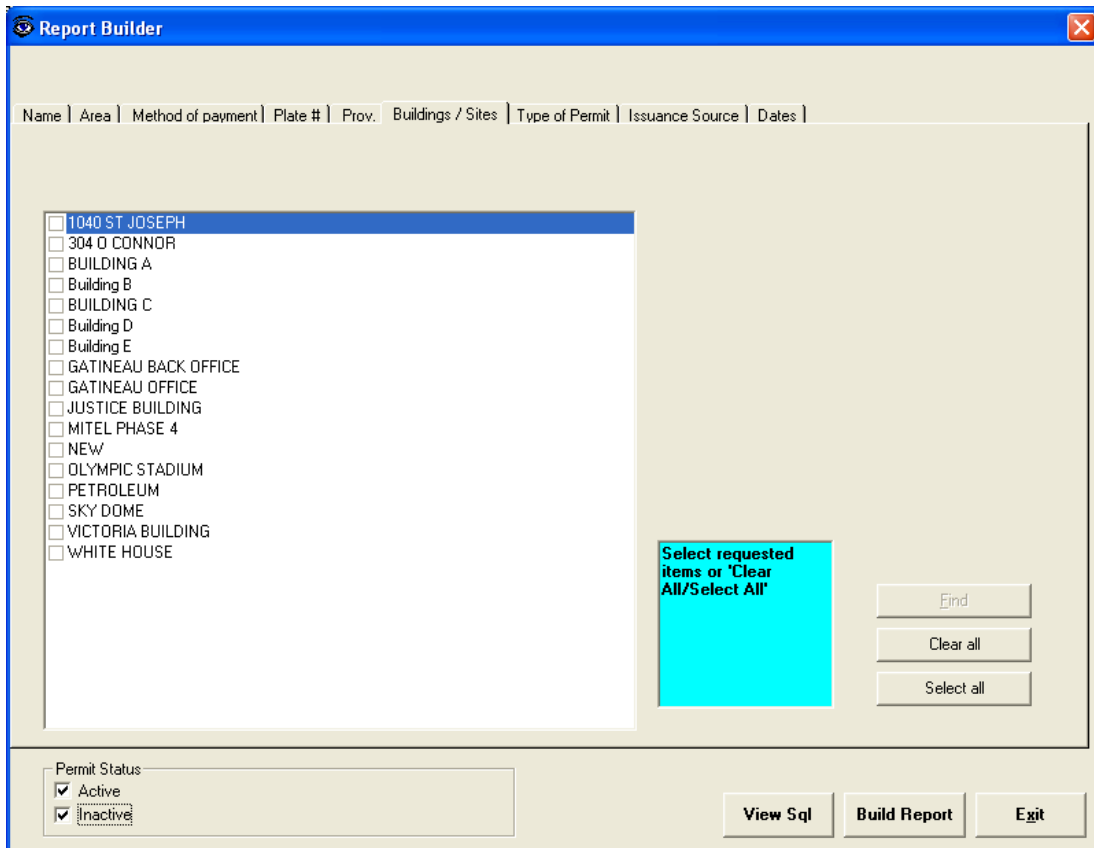 Report Builder
Name Area Method of payment Plate # Prov. Buildings / Sites Type of Permit Issuance Source Dates
1040 ST JOSEPH
304 O CONNOR
BUILDING A
Building B
BUILDING C
Building D
Building E
GATINEAU BACK OFFICE
GATINEAU OFFICE
JUSTICE BUILDING
MITEL PHASE 4
NEW
OLYMPIC STADIUM
PETROLEUM
SKY DOME
VICTORIA BUILDING
WHITE HOUSE
Select requested
items or 'Clear
All/Select All'
Find
Clear all
Select all
Permit Status
Active
Inactive
View Sql Build Report Exit